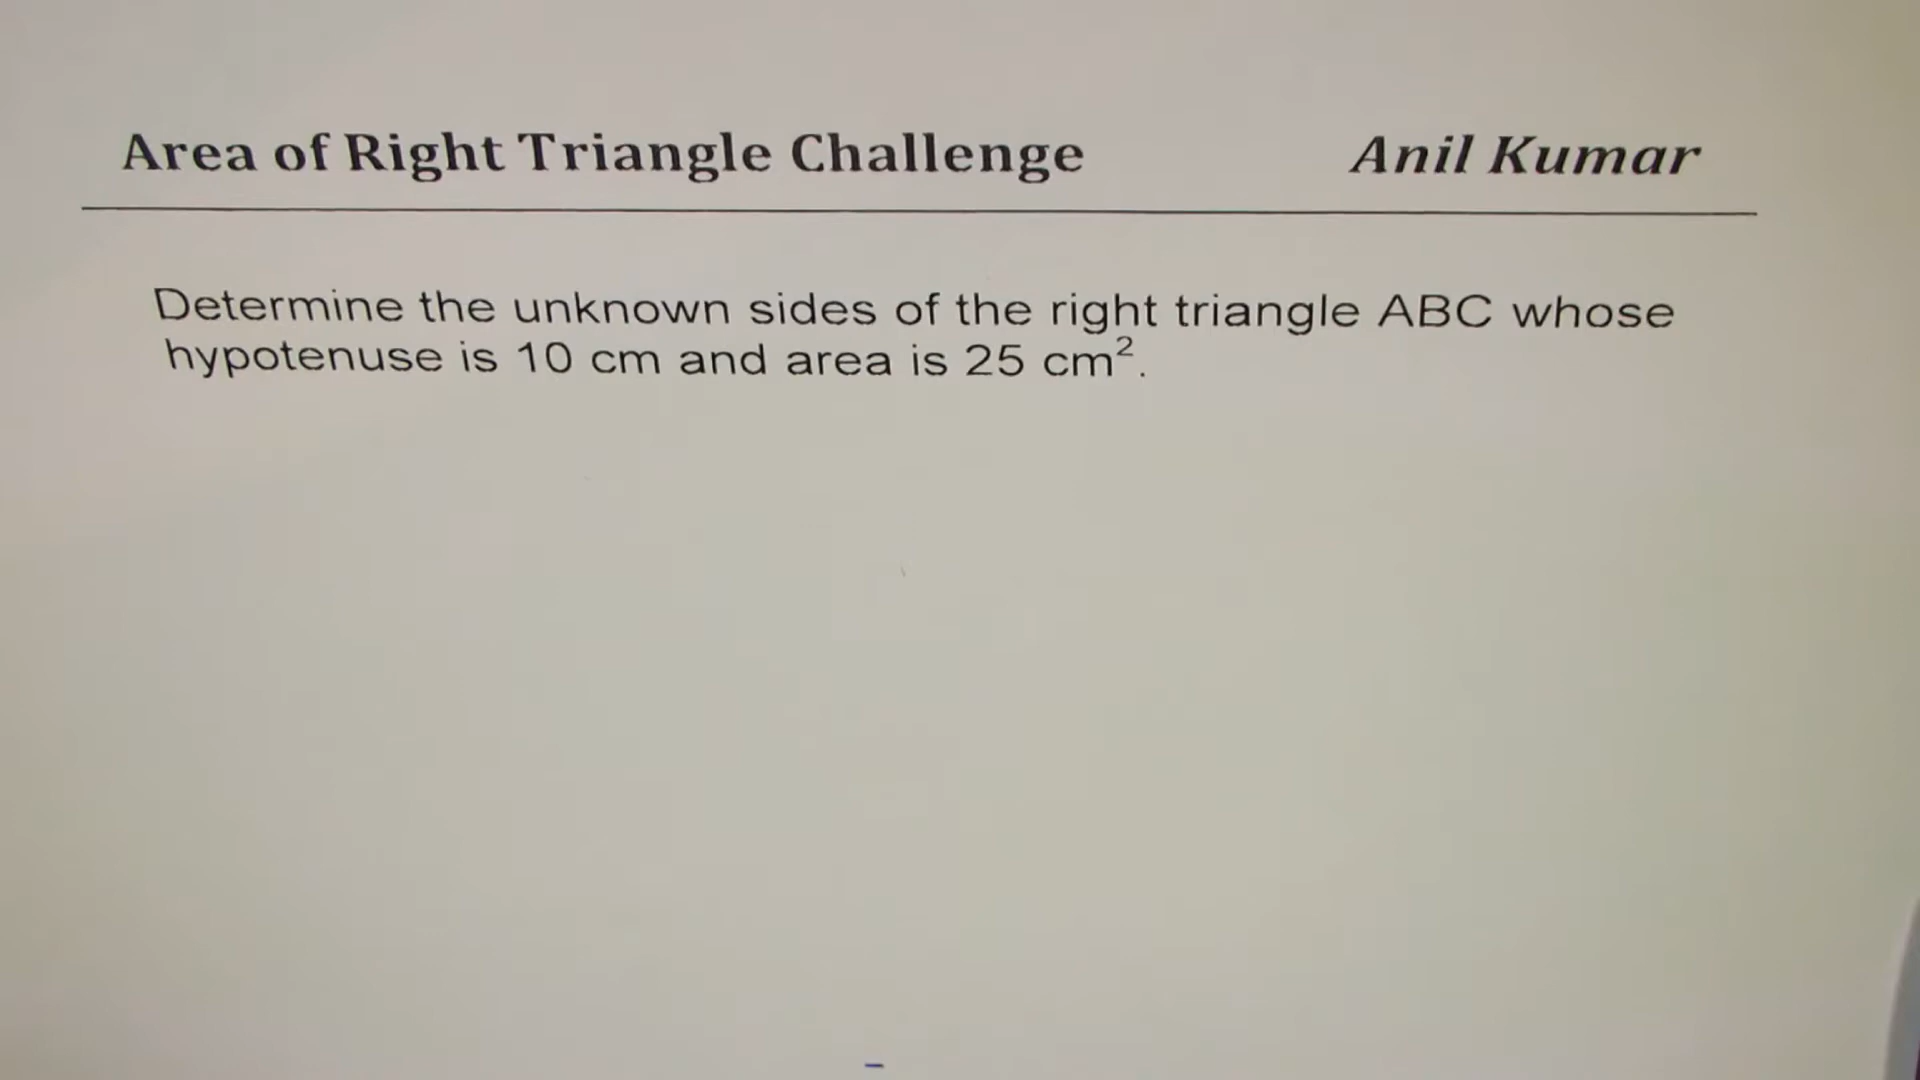 Area of Right Triangle Challenge Anil Kumar
Determine the unknown sides of the right triangle ABC whose
hypotenuse is 10 cm and area is 25 cm².